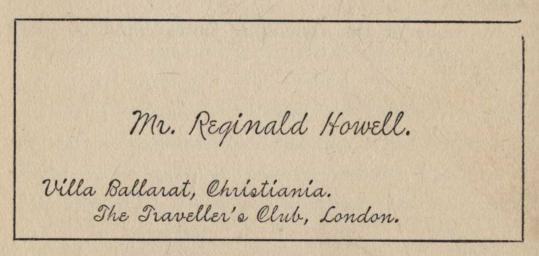 Mr. Reginald Howell.
Villa Ballarat, Christiania.
The Traveller's Club, London.